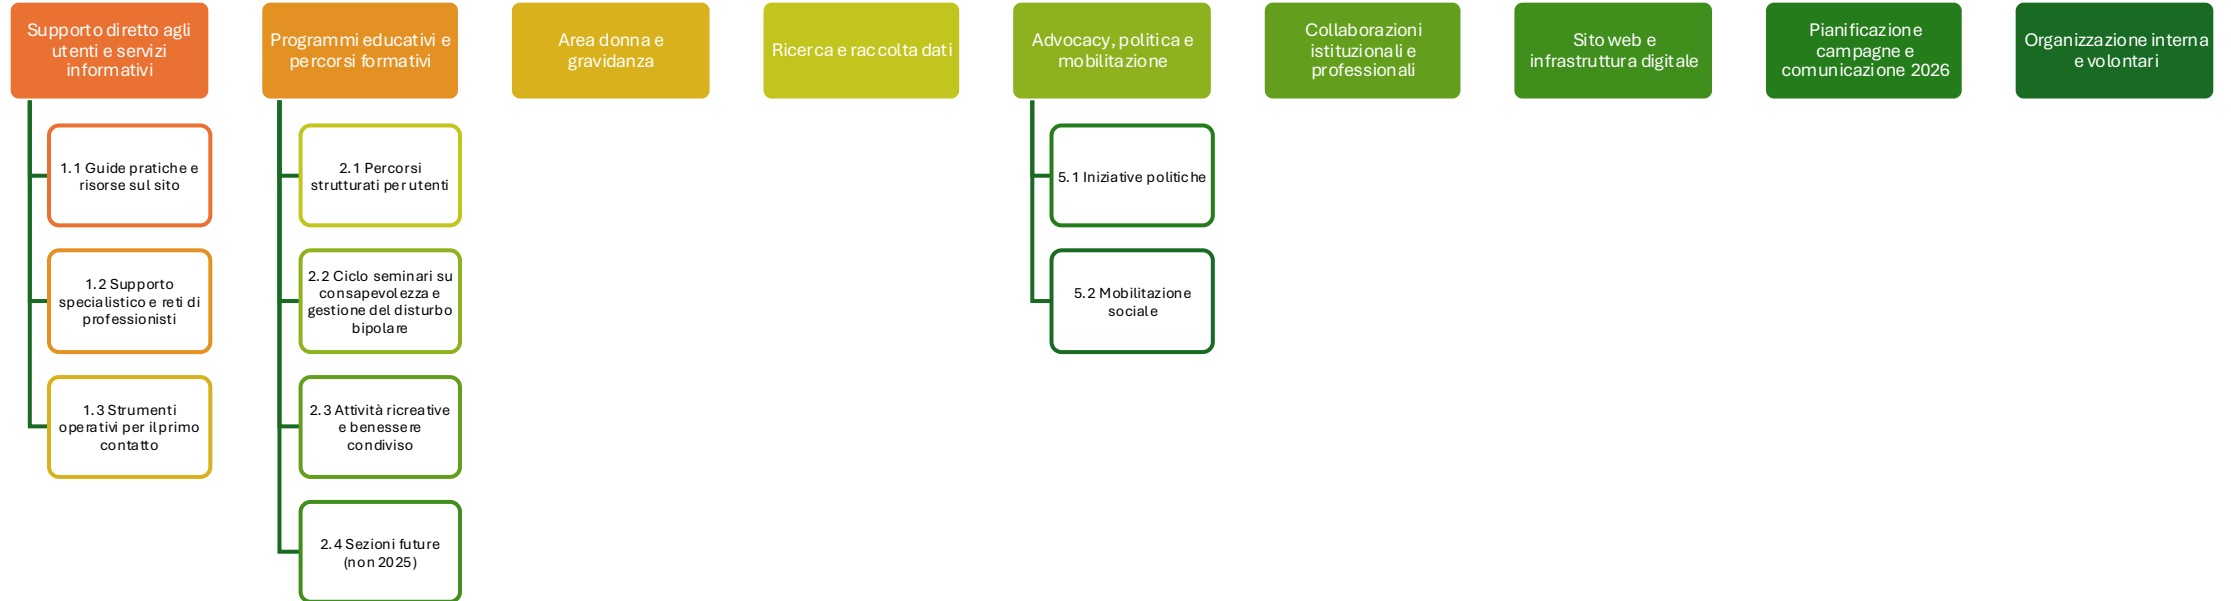 Supporto diretto agli
utenti e servizi
informativi
Programmi educativi e
percorsi formativi
Area donna e
gravidanza
Ricerca e raccolta dati
Advocacy, politica e
mobilitazione
Collaborazioni
istituzionali e
professionali
Sito web e
infrastruttura digitale
Pianificazione
campagne e
comunicazione 2026
Organizzazione interna
e volontari
1.1 Guide pratiche e
risorse sul sito
1.2 Supporto
specialistico e reti di
professionisti
1.3 Strumenti
operativi per il primo
contatto
2.1 Percorsi
strutturati per utenti
2.2 Ciclo seminari su
consapevolezza e
gestione del disturbo
bipolare
2.3 Attività ricreative
e benessere
condiviso
2.4 Sezioni future
(non 2025)
5.1 Iniziative politiche
5.2 Mobilitazione
sociale